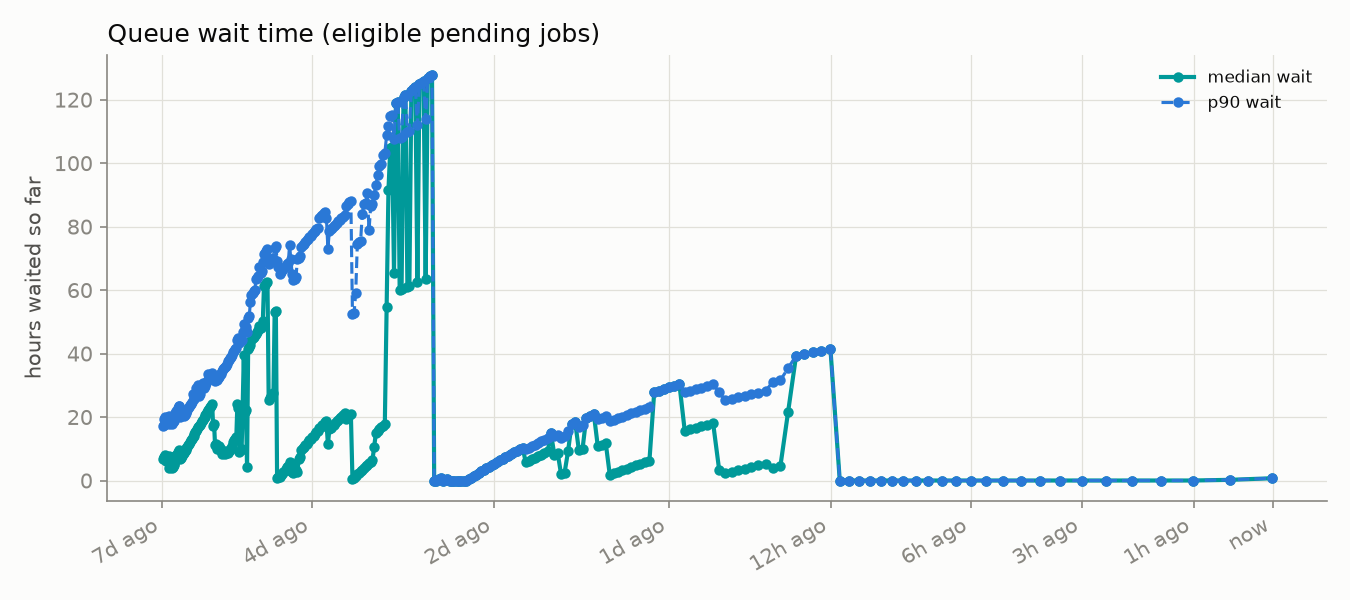 Queue wait time (eligible pending jobs)
median wait
p90 wait
hours waited so far
120
100
80
60
40
20
0
7d ago
4d ago
2d ago
1d ago
12h ago
6h ago
3h ago
1h ago
now